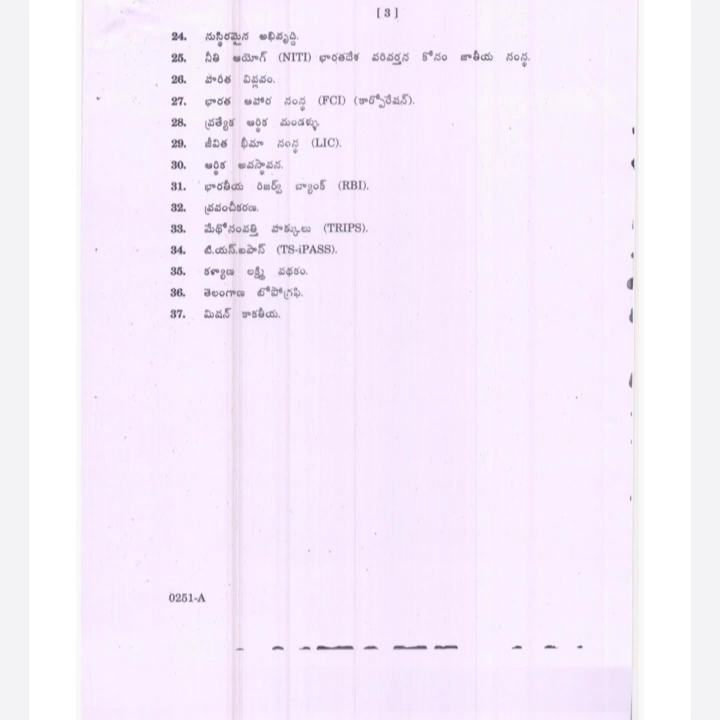 [ 3 ]
24. సుస్థిరమైన అభివృద్ధి.
25. నీతి ఆయోగ్ (NITI) భారతదేశ పరివర్తన కోసం జాతీయ సంస్థ.
26. హరిత విప్లవం.
27. భారత ఆహార సంస్థ (FCI) (కార్పోరేషన్).
28. ప్రత్యేక ఆర్థిక మండళ్ళు.
29. జీవిత భీమా సంస్థ (LIC).
30. ఆర్థిక అవస్థాపన.
31. భారతీయ రిజర్వ్ బ్యాంక్ (RBI).
32. ప్రపంచీకరణ.
33. మేథోసంపత్తి హక్కులు (TRIPS).
34. టి.యస్.ఐపాస్ (TS-iPASS).
35. కళ్యాణ లక్ష్మి పథకం.
36. తెలంగాణ టోపోగ్రఫి.
37. మిషన్ కాకతీయ.
0251-A